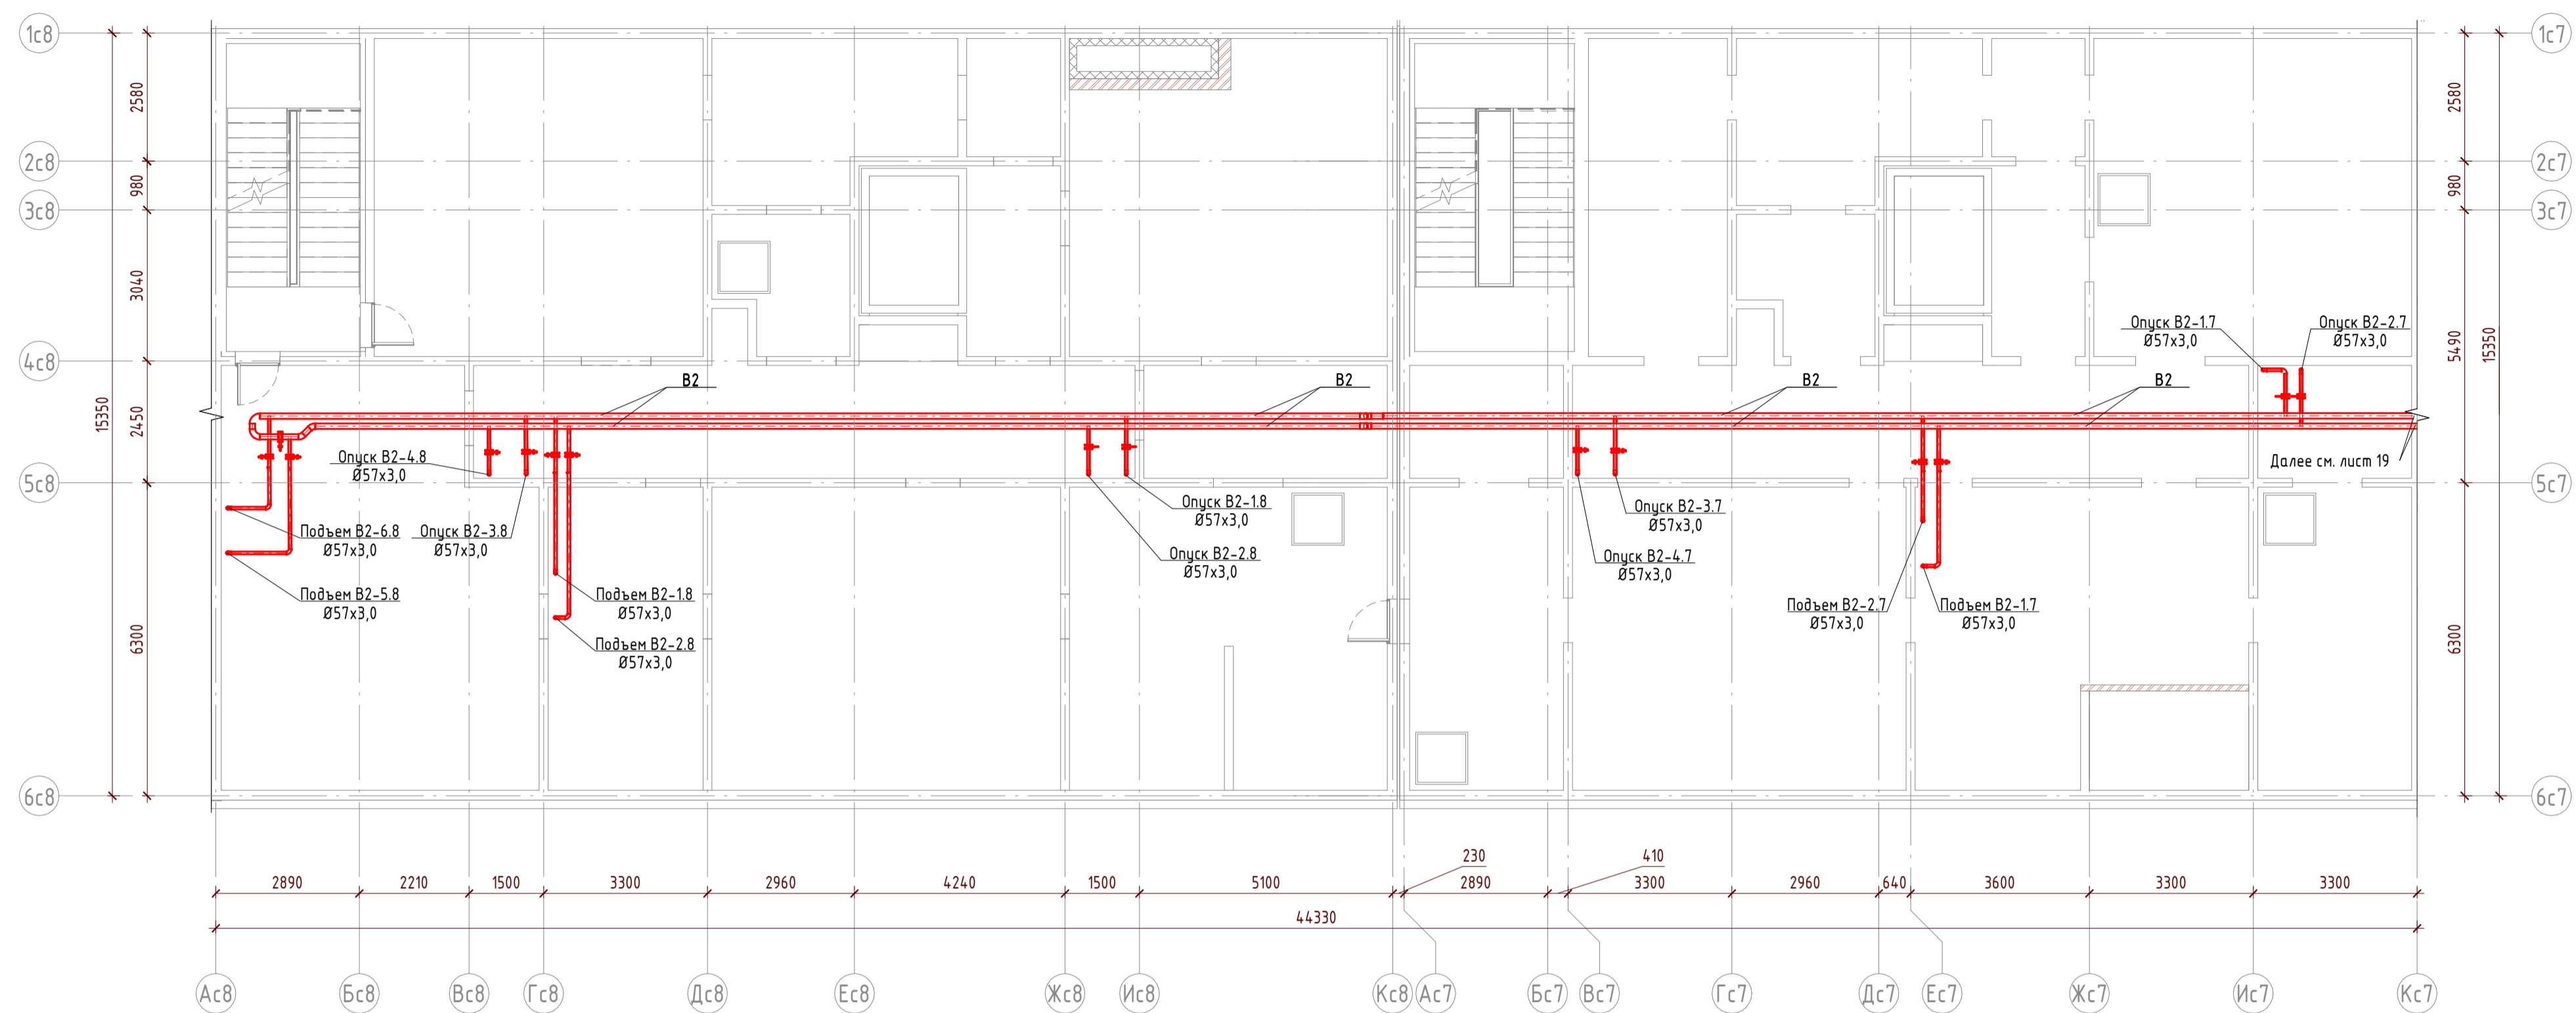 1с8
1с7
2580
2580
2с8
2с7
980
980
3с8
3с7
3040
15350
5490
15350
Опуск В2-1.7
Ø57х3,0
Опуск В2-2.7
Ø57х3,0
4с8
4с7
В2
В2
В2
В2
2450
Опуск В2-4.8
Ø57х3,0
Далее см. лист 19
5с8
5с7
Опуск В2-1.8
Ø57х3,0
Опуск В2-3.7
Ø57х3,0
Подъем В2-6.8
Ø57х3,0
Опуск В2-3.8
Ø57х3,0
Опуск В2-2.8
Ø57х3,0
Опуск В2-4.7
Ø57х3,0
Подъем В2-5.8
Ø57х3,0
Подъем В2-1.8
Ø57х3,0
Подъем В2-2.7
Ø57х3,0
Подъем В2-1.7
Ø57х3,0
6300
6300
Подъем В2-2.8
Ø57х3,0
6с8
6с7
230
410
2890
2210
1500
3300
2960
4240
1500
5100
2890
3300
2960
640
3600
3300
3300
44330
Ас8
Бс8
Вс8
Гс8
Дс8
Ес8
Жс8
Ис8
Кс8
Ас7
Бс7
Вс7
Гс7
Дс7
Ес7
Жс7
Ис7
Кс7